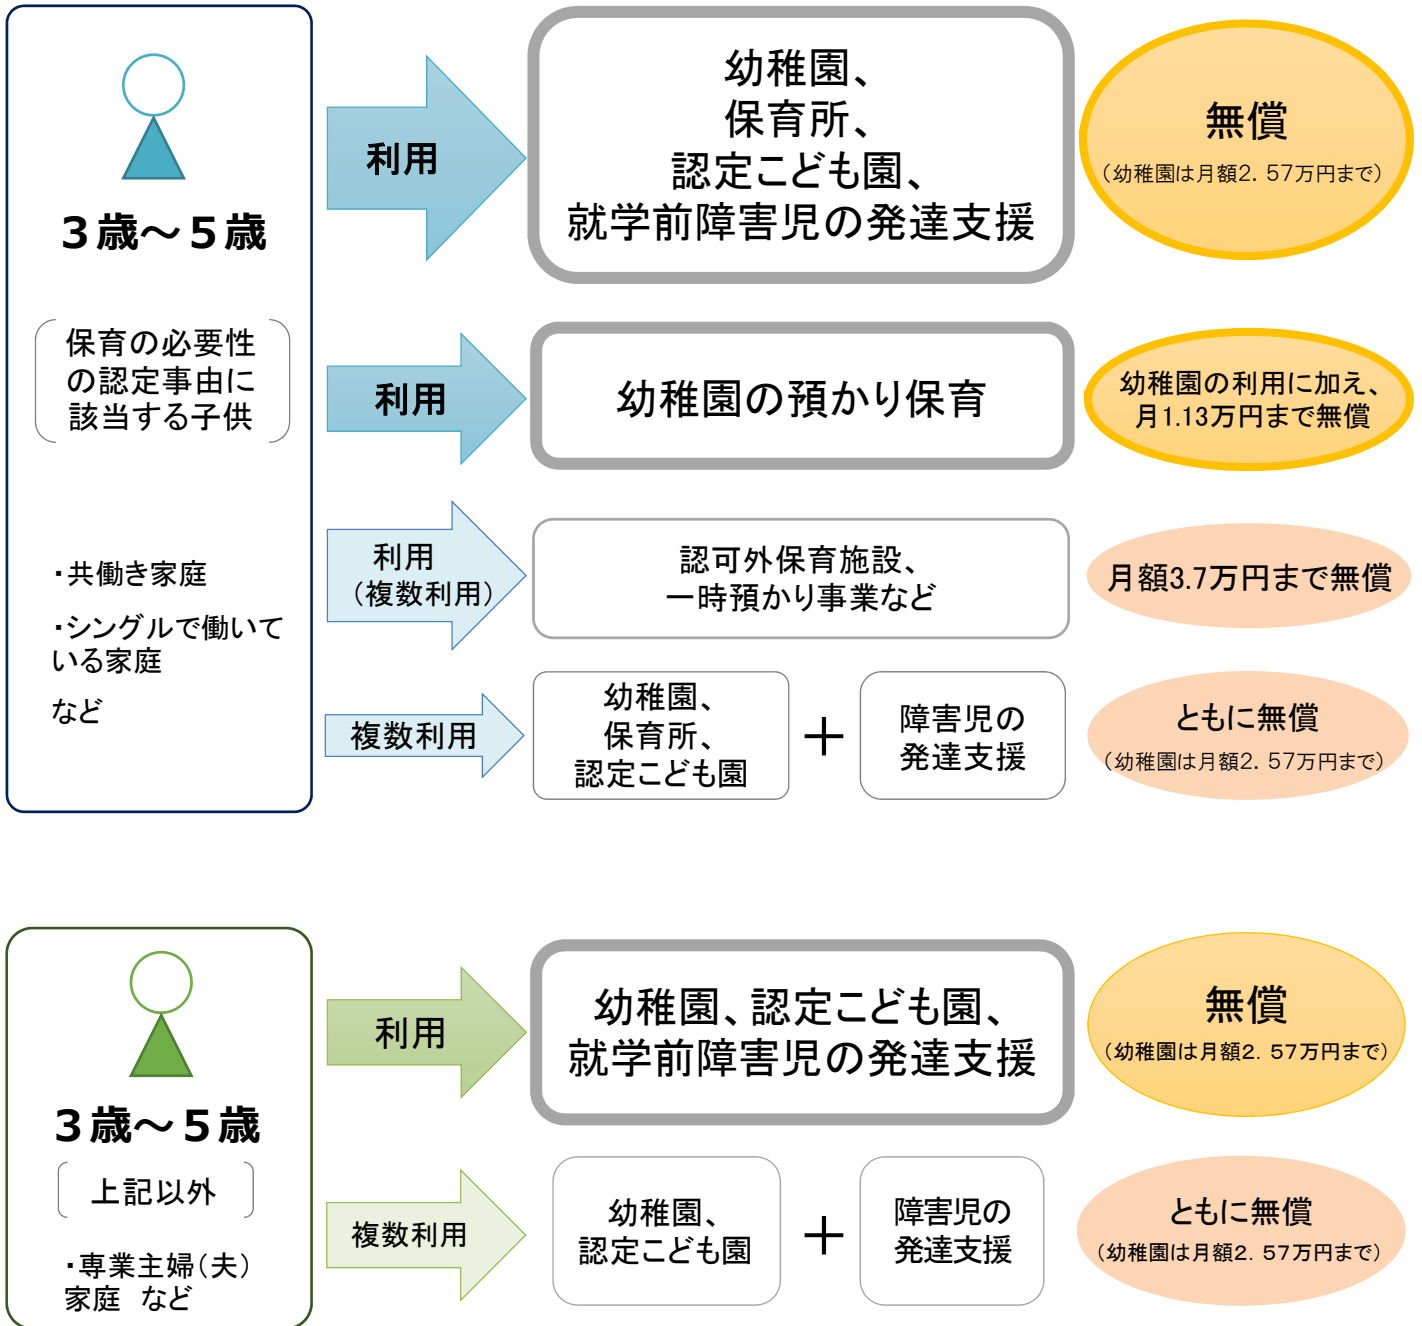 ３歳～５歳
保育の必要性
の認定事由に
該当する子供
・共働き家庭
・シングルで働いて
いる家庭
など
利用
幼稚園、
保育所、
認定こども園、
就学前障害児の発達支援
無償
（幼稚園は月額2．57万円まで）
利用
幼稚園の預かり保育
幼稚園の利用に加え、
月1.13万円まで無償
利用
（複数利用）
認可外保育施設、
一時預かり事業など
月額3.7万円まで無償
複数利用
幼稚園、
保育所、
認定こども園
＋
障害児の
発達支援
ともに無償
（幼稚園は月額2．57万円まで）
３歳～５歳
上記以外
・専業主婦（夫）
家庭　など
利用
幼稚園、認定こども園、
就学前障害児の発達支援
無償
（幼稚園は月額2．57万円まで）
複数利用
幼稚園、
認定こども園
＋
障害児の
発達支援
ともに無償
（幼稚園は月額2．57万円まで）